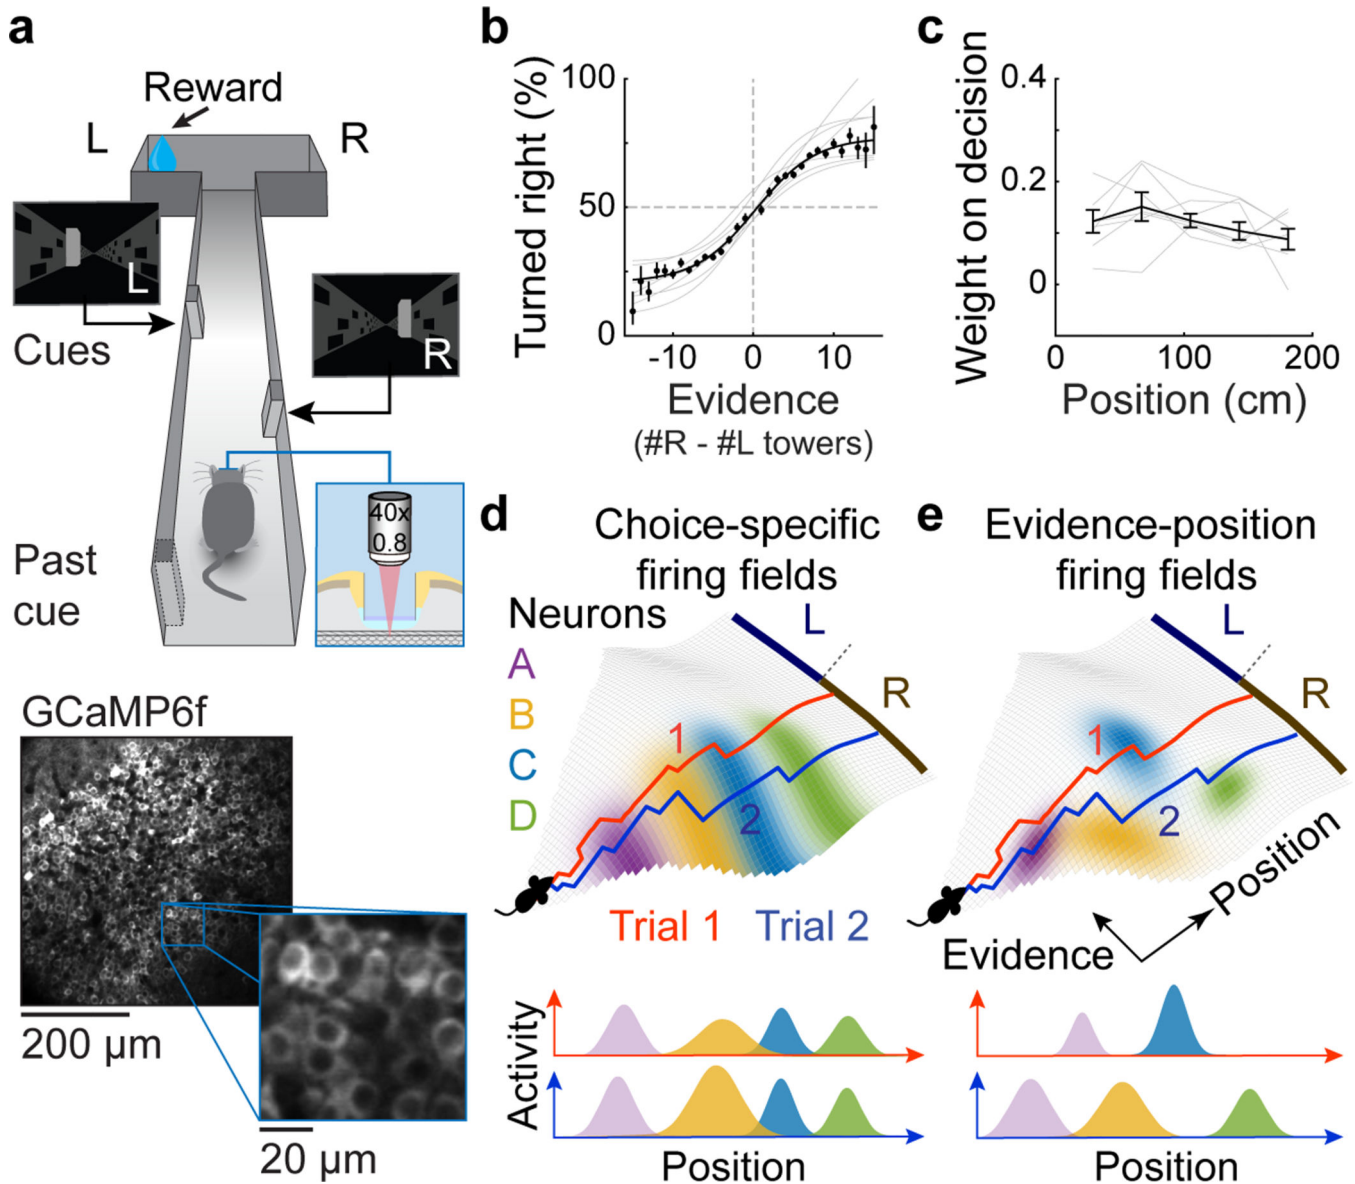 a
Reward
L
R
L
R
Cues
Past
cue
40x
0.8
GCaMP6f
200 µm
20 µm
b
Turned right (%)
100
50
0
-10
0
10
Evidence
(#R - #L towers)
c
Weight on decision
0.4
0.2
0
0
100
200
Position (cm)
d
Choice-specific
firing fields
Neurons
A
B
C
D
L
R
1
2
Trial 1
Trial 2
Activity
Position
e
Evidence-position
firing fields
L
R
1
2
Position
Evidence
Position